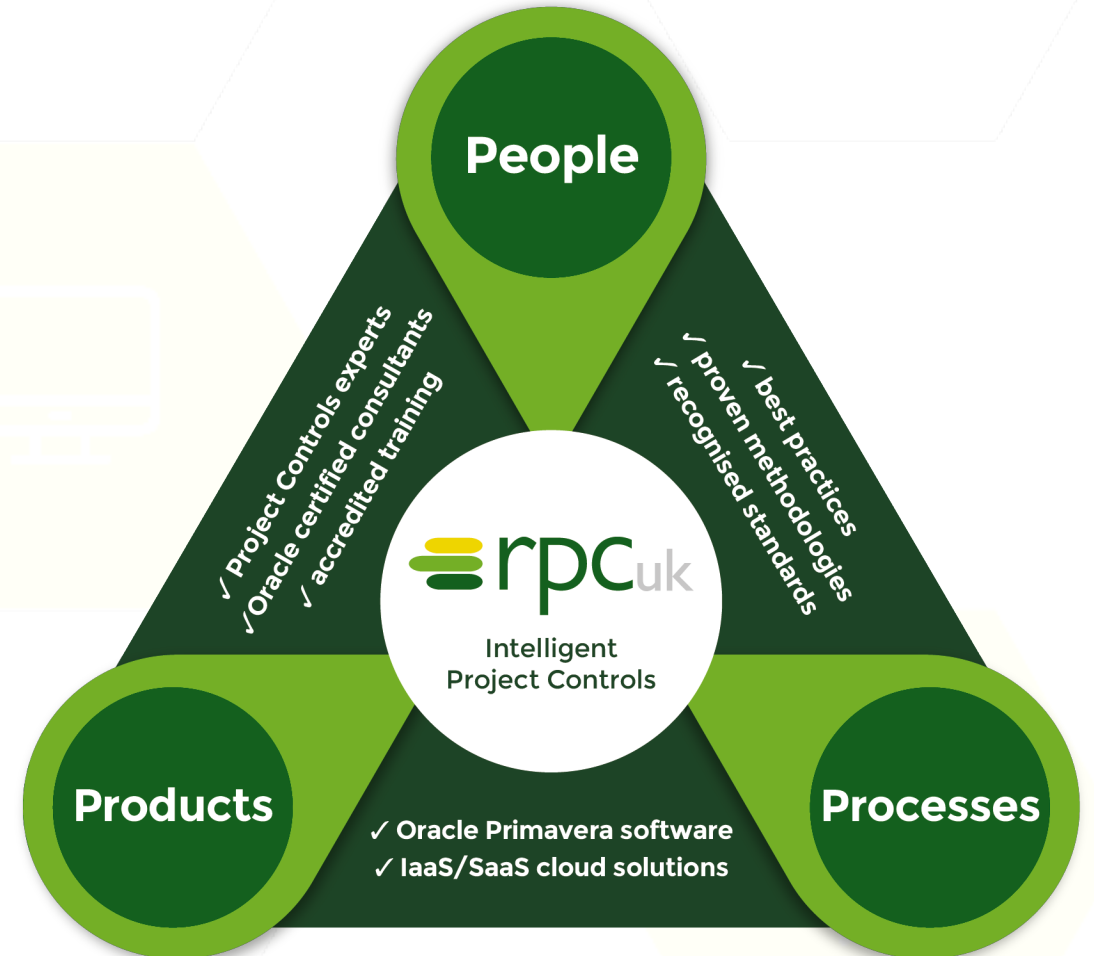 People
✓ Project Controls experts
✓Oracle certified consultants
✓ accredited training
✓ best practices
✓ proven methodologies
✓ recognised standards
rpcuk
Intelligent
Project Controls
Products
Processes
✓ Oracle Primavera software
✓ IaaS/SaaS cloud solutions